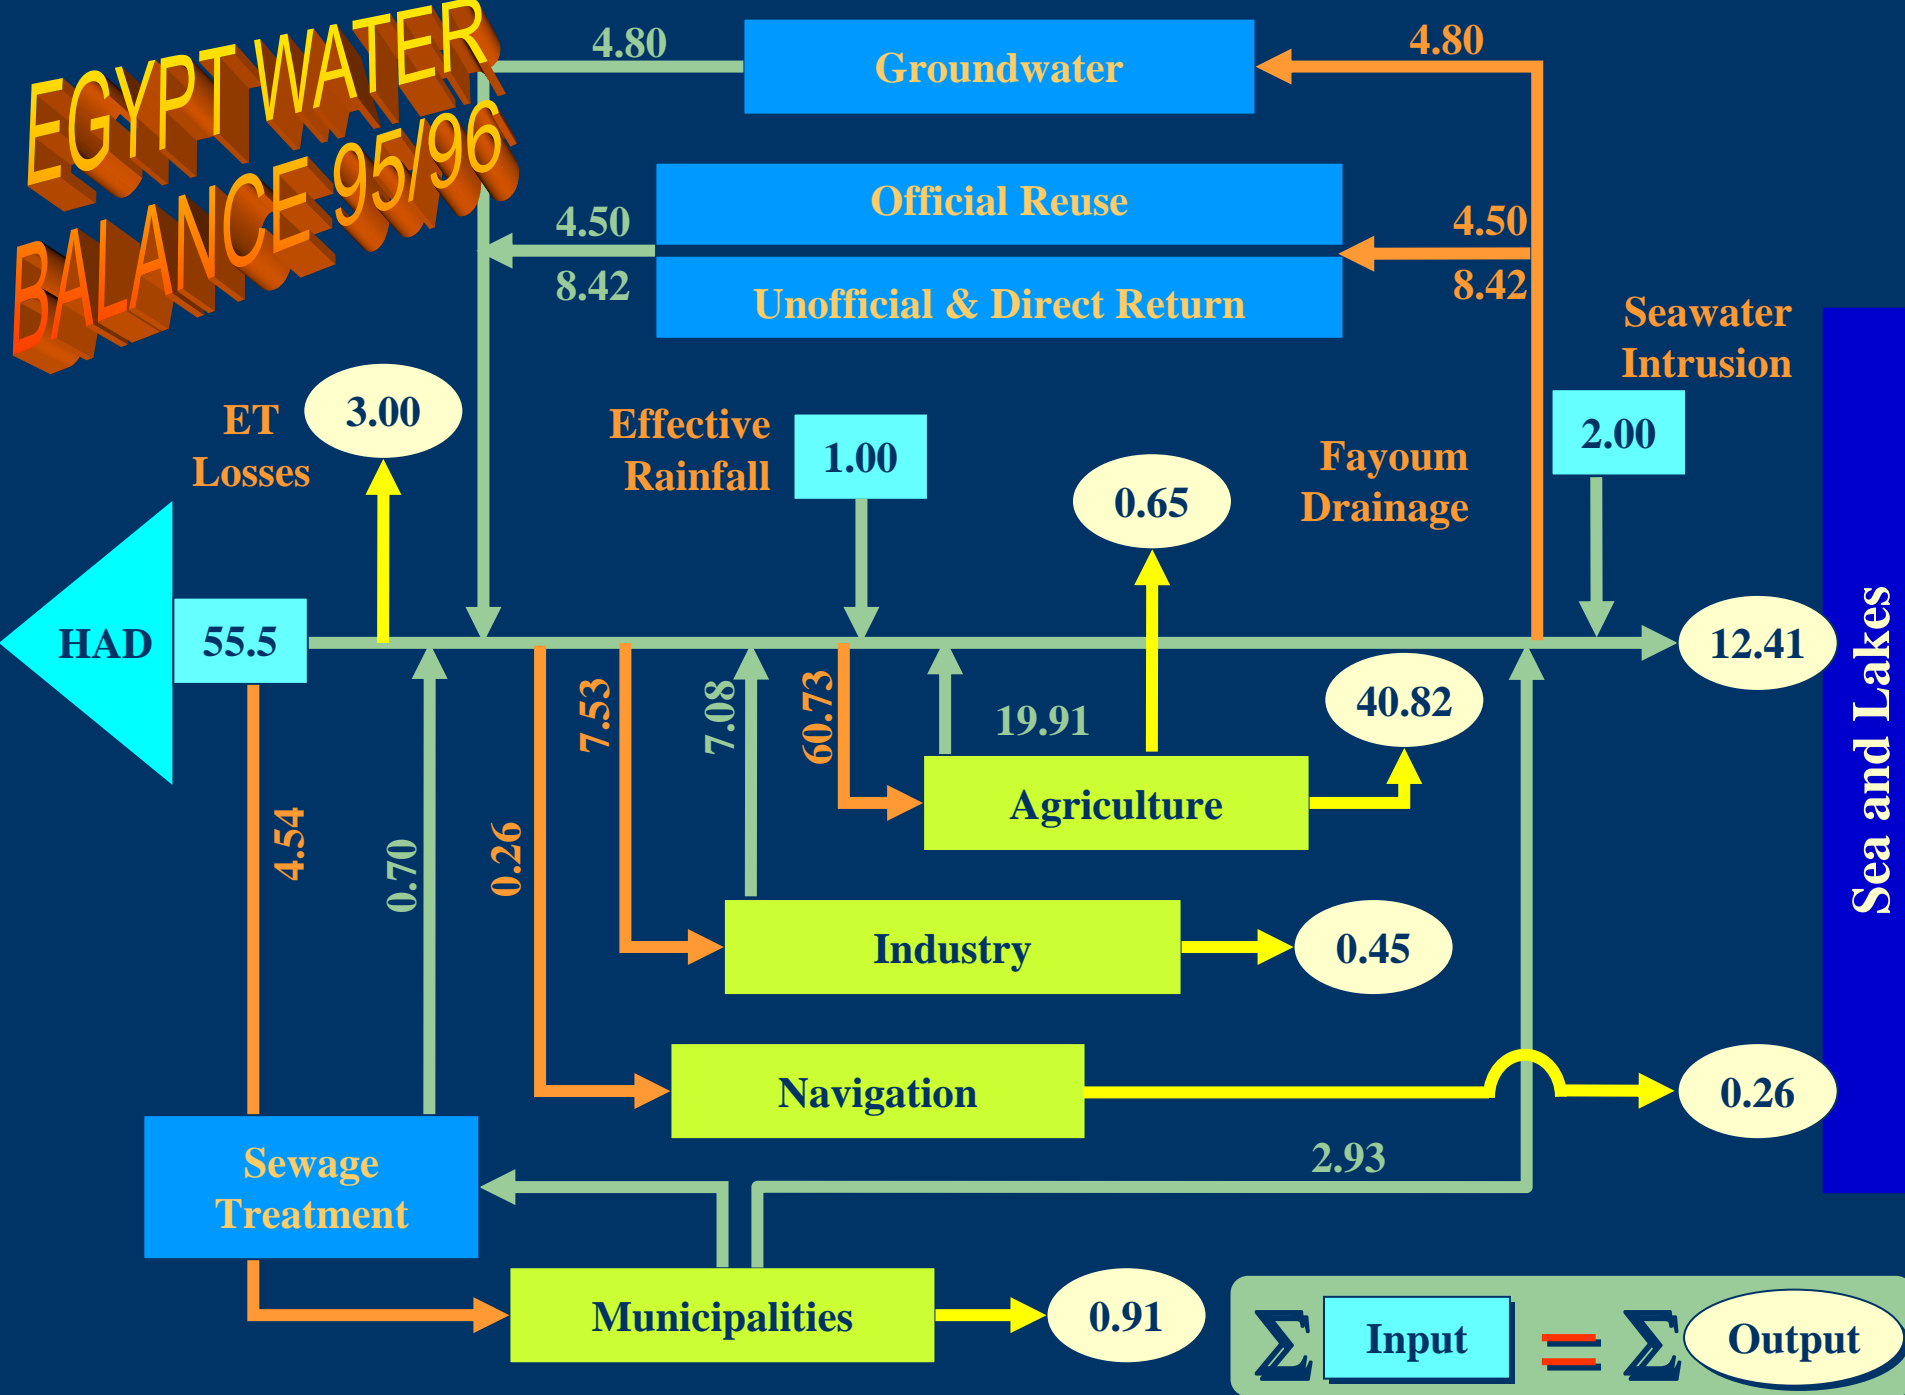 EGYPT WATER
BALANCE 95/96
4.80
Groundwater
4.80
Official Reuse
4.50
4.50
8.42
8.42
Unofficial & Direct Return
Seawater
Intrusion
2.00
ET
Losses
3.00
Effective
Rainfall
1.00
0.65
Fayoum
Drainage
HAD
55.5
12.41
Sea and Lakes
7.53
7.08
60.73
19.91
40.82
Agriculture
4.54
0.70
0.26
Industry
0.45
Navigation
0.26
Sewage
Treatment
2.93
Municipalities
0.91
Σ Input = Σ Output